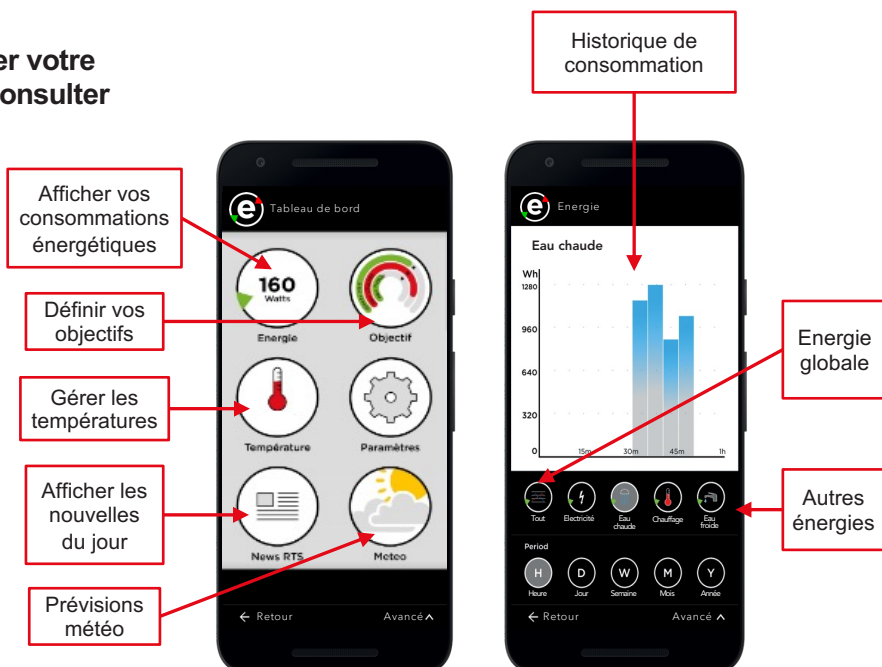 er votre
onsulter
Historique de
consommation
Afficher vos
consommations
énergétiques
Définir vos
objectifs
Gérer les
températures
Afficher les
nouvelles
du jour
Prévisions
météo
e
Tableau de bord
160
Watts
Energie
Objectif
Température
Paramètres
News RTS
Meteo
← Retour
Avancé
e
Energie
Eau chaude
Wh
1280
960
640
320
0
15m
30m
45m
1h
Tout
Electricité
Eau
chaude
Chauffage
Eau
froide
Period
H
D
W
M
Y
Heure
Jour
Semaine
Mois
Année
← Retour
Avancé
Energie
globale
Autres
énergies